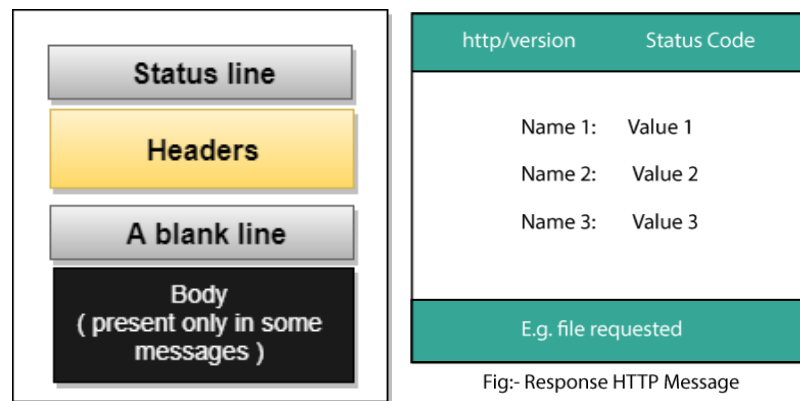 Status line
Headers
A blank line
Body
( present only in some
messages )
http/version Status Code
Name 1: Value 1
Name 2: Value 2
Name 3: Value 3
E.g. file requested
Fig:- Response HTTP Message